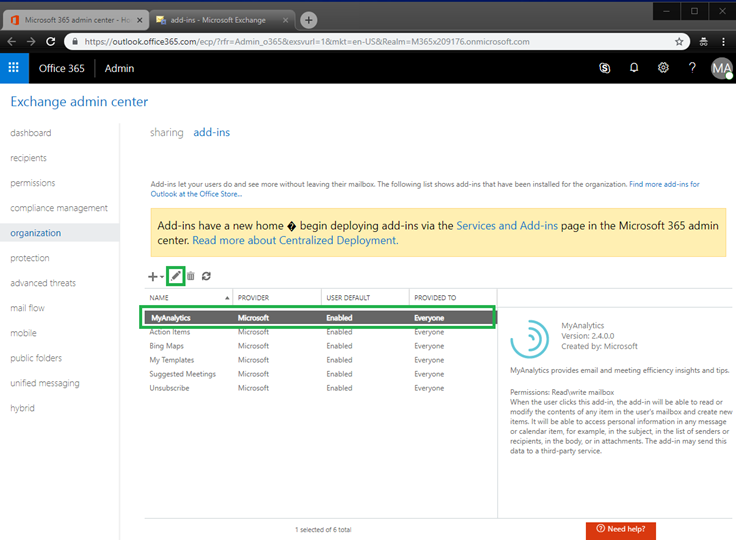 Microsoft 365 admin center - Ho
add-ins - Microsoft Exchange
https://outlook.office365.com/ecp/?rfr=Admin_o365&exsvurl=1&mkt=en-US&Realm=M365x209176.onmicrosoft.com
Office 365 Admin
MA
Exchange admin center
dashboard
recipients
permissions
compliance management
organization
protection
advanced threats
mail flow
mobile
public folders
unified messaging
hybrid
sharing add-ins
Add-ins let your users do and see more without leaving their mailbox. The following list shows add-ins that have been installed for the organization. Find more add-ins for
Outlook at the Office Store...
Add-ins have a new home � begin deploying add-ins via the Services and Add-ins page in the Microsoft 365 admin
center. Read more about Centralized Deployment.
NAME PROVIDER USER DEFAULT PROVIDED TO
MyAnalytics Microsoft Enabled Everyone
Action Items Microsoft Enabled Everyone
Bing Maps Microsoft Enabled Everyone
My Templates Microsoft Enabled Everyone
Suggested Meetings Microsoft Enabled Everyone
Unsubscribe Microsoft Enabled Everyone
1 selected of 6 total
MyAnalytics
Version: 2.4.0.0
Created by: Microsoft
MyAnalytics provides email and meeting efficiency insights and tips.
Permissions: Read\write mailbox
When the user clicks this add-in, the add-in will be able to read or
modify the contents of any item in the user's mailbox and create new
items. It will be able to access personal information in any message
or calendar item, for example, in the subject, in the list of senders or
recipients, in the body, or in attachments. The add-in may send this
data to a third-party service.
Need help?